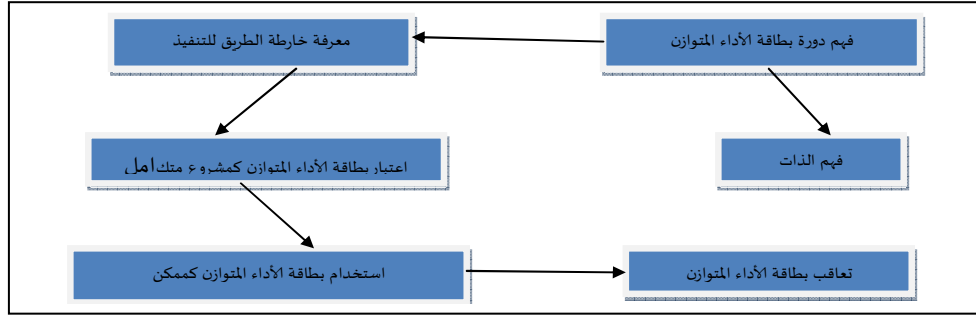 فهم دورة بطاقة الأداء المتوازن
معرفة خارطة الطريق للتنفيذ
فهم الذات
اعتبار بطاقة الأداء المتوازن كمشروع متكامل
استخدام بطاقة الأداء المتوازن كممكن
تعاقب بطاقة الأداء المتوازن